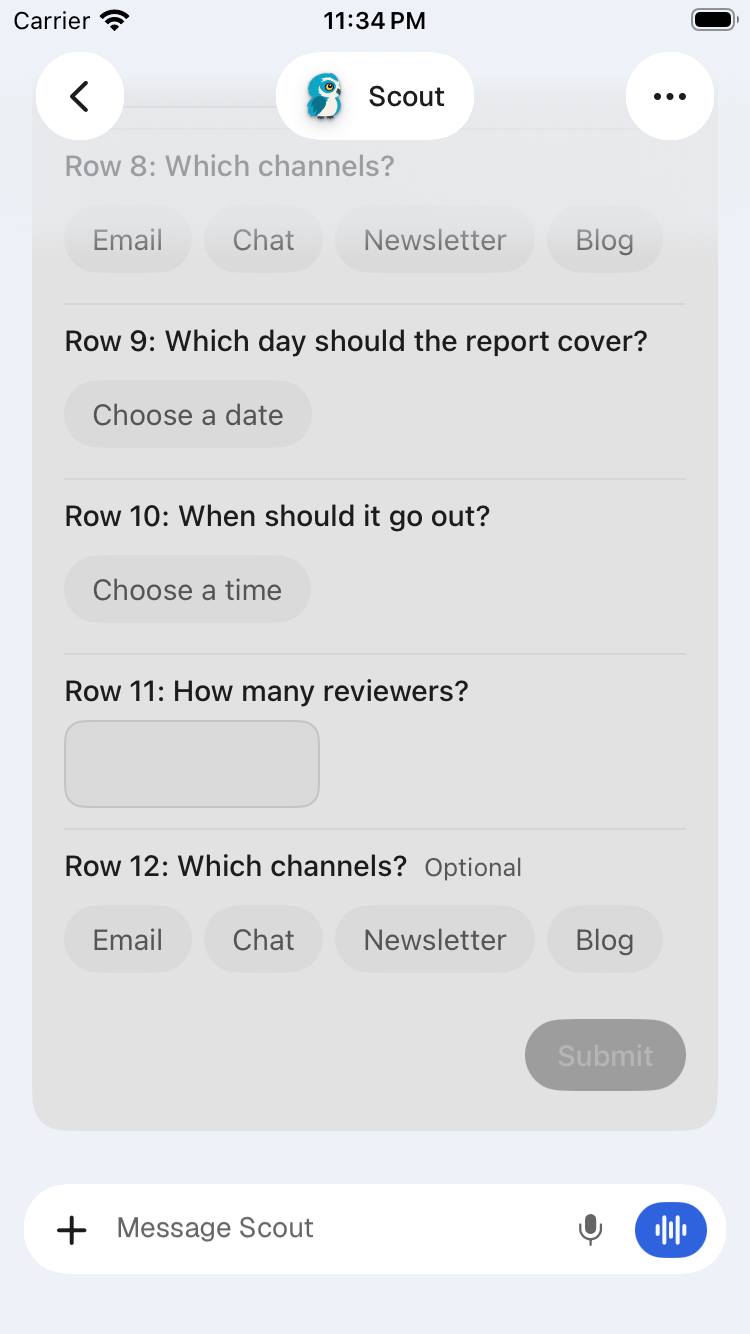 Carrier 11:34 PM
Scout
Row 8: Which channels?
Email Chat Newsletter Blog
Row 9: Which day should the report cover?
Choose a date
Row 10: When should it go out?
Choose a time
Row 11: How many reviewers?
Row 12: Which channels? Optional
Email Chat Newsletter Blog
Submit
Message Scout